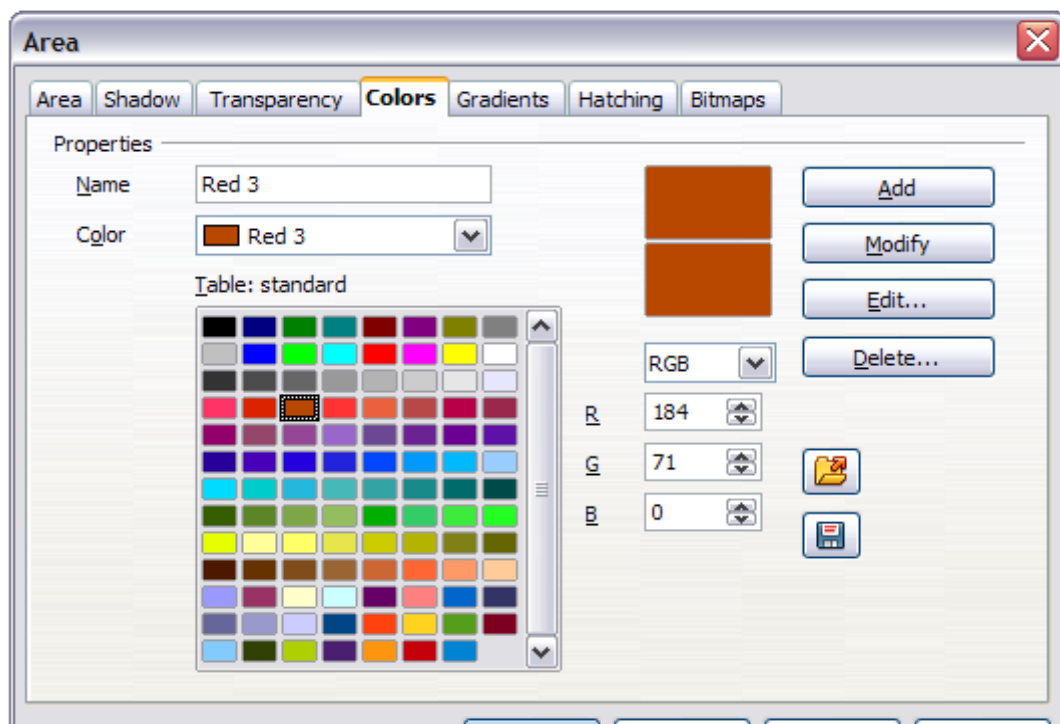 Area
Area Shadow Transparency Colors Gradients Hatching Bitmaps
Properties
Name Red 3 Add
Color Red 3 Modify
Table: standard Edit...
RGB Delete...
R 184
G 71
B 0